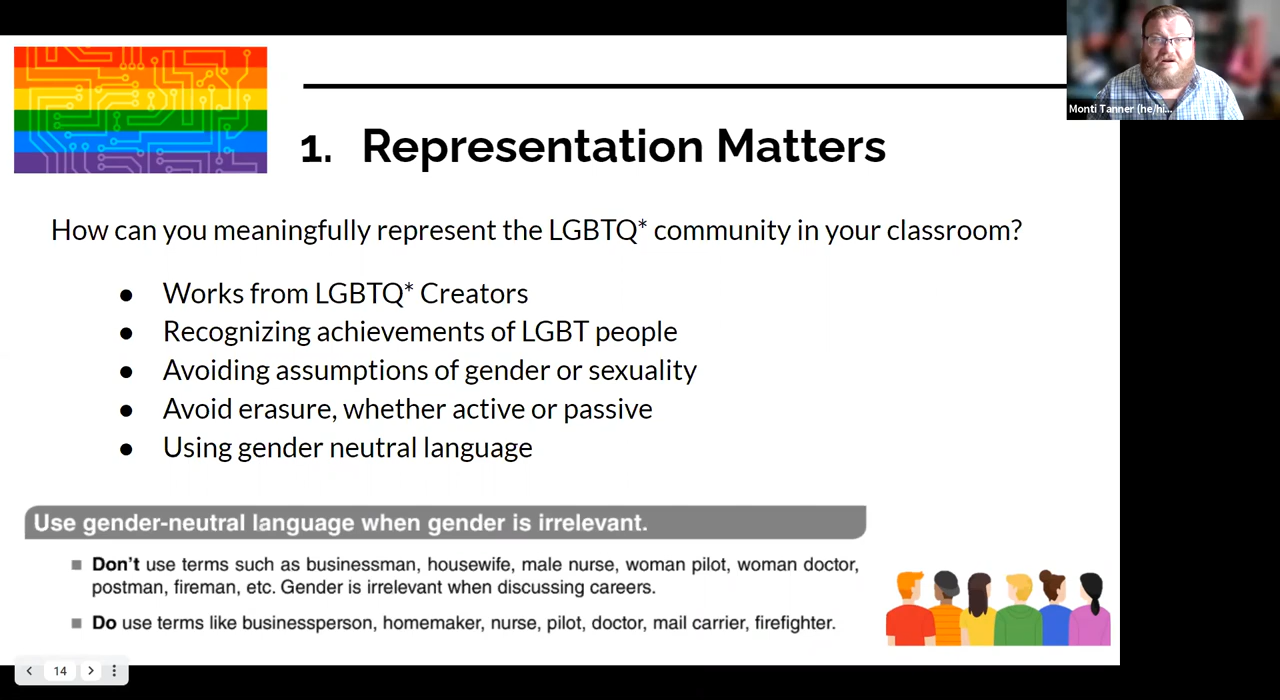 Monti Tanner (he/hi...
1. Representation Matters
How can you meaningfully represent the LGBTQ* community in your classroom?
● Works from LGBTQ* Creators
● Recognizing achievements of LGBT people
● Avoiding assumptions of gender or sexuality
● Avoid erasure, whether active or passive
● Using gender neutral language
Use gender-neutral language when gender is irrelevant.
■ Don't use terms such as businessman, housewife, male nurse, woman pilot, woman doctor,
postman, fireman, etc. Gender is irrelevant when discussing careers.
■ Do use terms like businessperson, homemaker, nurse, pilot, doctor, mail carrier, firefighter.
14